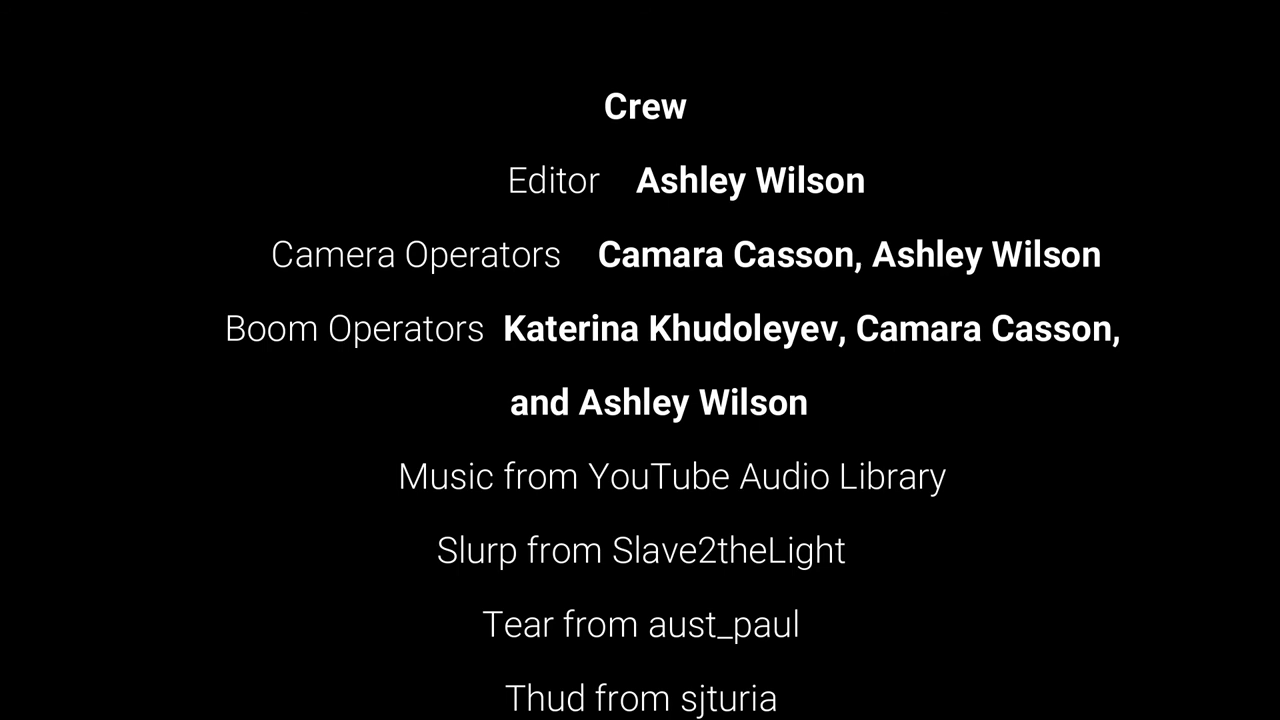 Crew
Editor Ashley Wilson
Camera Operators Camara Casson, Ashley Wilson
Boom Operators Katerina Khudoleyev, Camara Casson,
and Ashley Wilson
Music from YouTube Audio Library
Slurp from Slave2theLight
Tear from aust_paul
Thud from sjturia